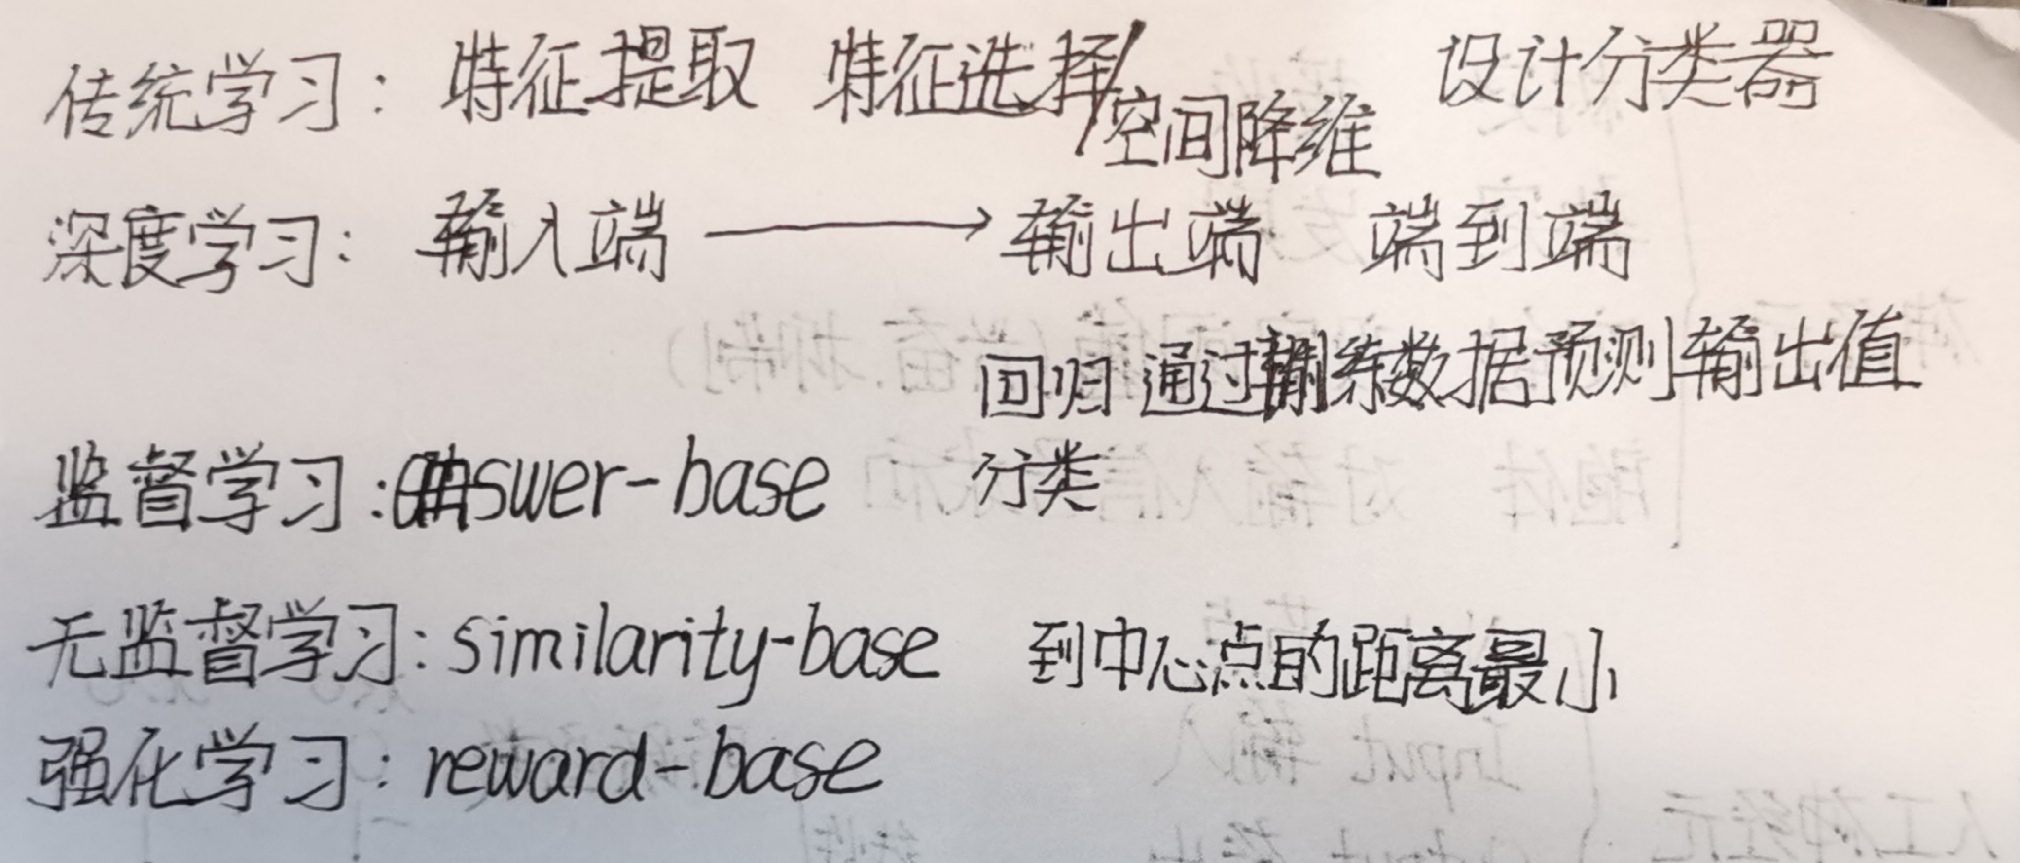 传统学习: 特征提取 特征选择/空间降维 设计分类器
深度学习: 输入端 → 输出端 端到端
回归 通过训练数据预测输出值
监督学习: answer-base 分类
无监督学习: similarity-base 到中心点的距离最小
强化学习: reward-base